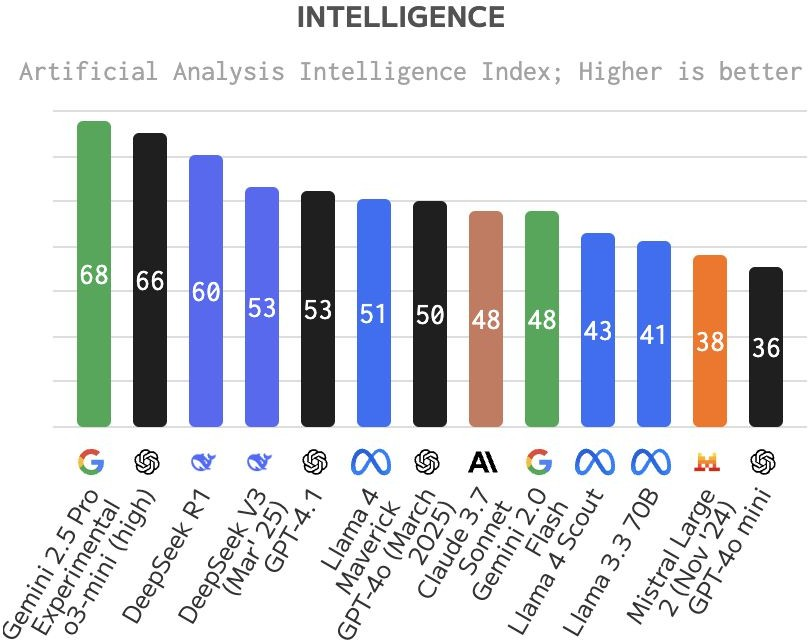 INTELLIGENCE
Artificial Analysis Intelligence Index; Higher is better
68
66
60
53
53
51
50
48
48
43
41
38
36
Gemini 2.5 Pro
Experimental
o3-mini (high)
DeepSeek R1
DeepSeek V3
(Mar' 25)
GPT-4.1
Llama 4
Maverick
GPT-4o (March
2025)
Claude 3.7
Sonnet
Gemini 2.0
Flash
Llama 4 Scout
Llama 3.3 70B
Mistral Large
2 (Nov '24)
GPT-4o mini